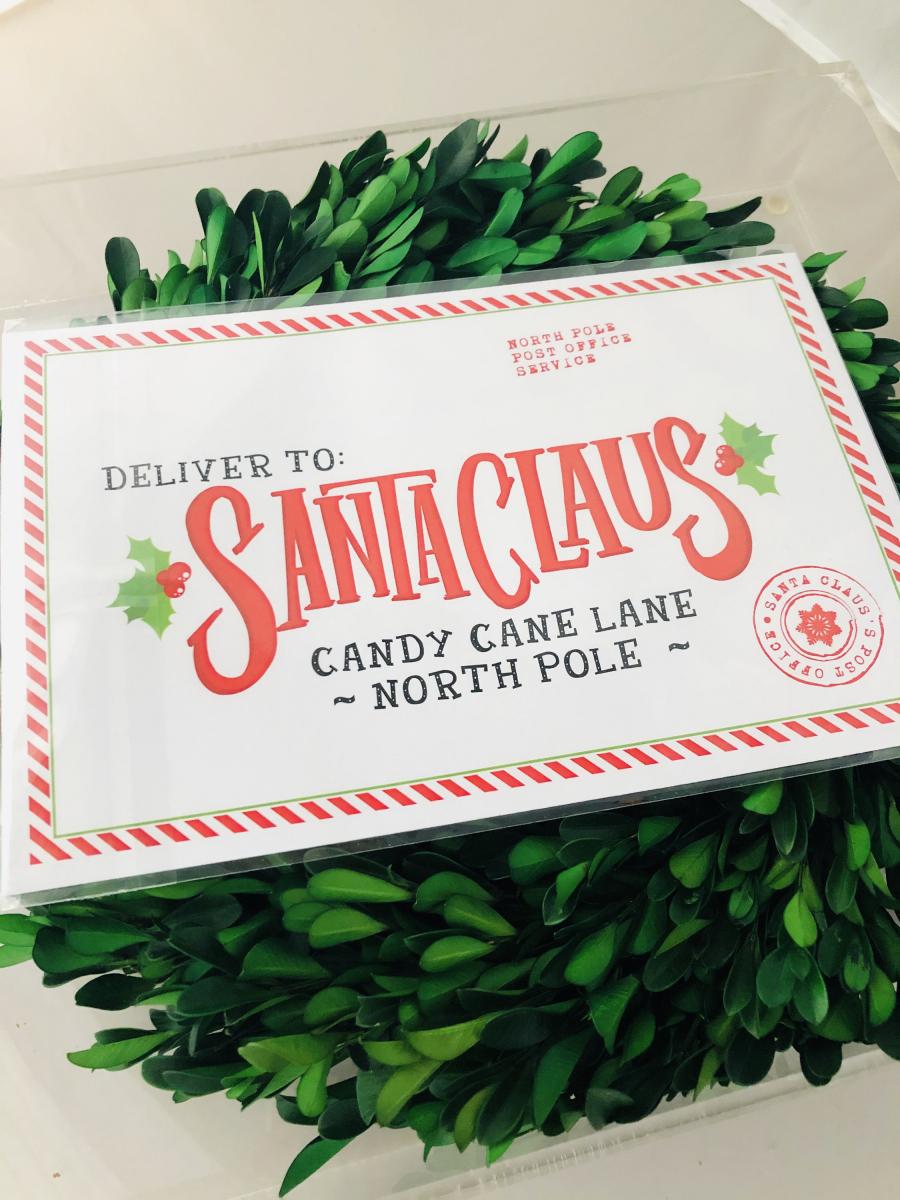 NORTH POLE
POST OFFICE
SERVICE
DELIVER TO:
SANTA CLAUS
CANDY CANE LANE
~ NORTH POLE ~
SANTA CLAUS'S POST OFFICE